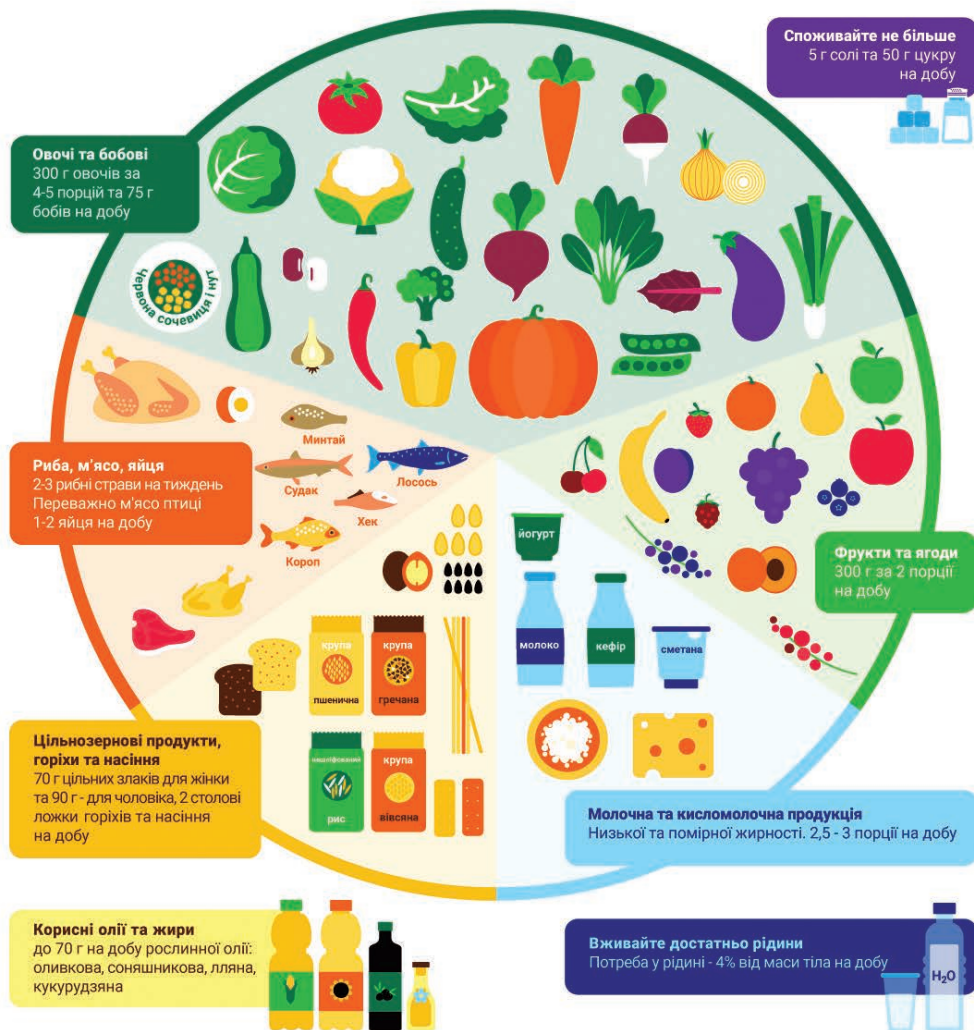 Споживайте не більше
5 г солі та 50 г цукру
на добу
Овочі та бобові
300 г овочів за
4-5 порцій та 75 г
бобів на добу
Червона сочевиця і нут
Риба, м’ясо, яйця
2-3 рибні страви на тиждень
Переважно м’ясо птиці
1-2 яйця на добу
Минтай
Судак
Лосось
Хек
Короп
Фрукти та ягоди
300 г за 2 порції
на добу
йогурт
молоко
кефір
сметана
крупа
пшенична
крупа
гречана
рис
крупа
вівсяна
Цільнозернові продукти,
горіхи та насіння
70 г цільних злаків для жінки
та 90 г - для чоловіка, 2 столові
ложки горіхів та насіння
на добу
Молочна та кисломолочна продукція
Низької та помірної жирності. 2,5 - 3 порції на добу
Корисні олії та жири
до 70 г на добу рослинної олії:
оливкова, соняшникова, лляна,
кукурудзяна
Вживайте достатньо рідини
Потреба у рідині - 4% від маси тіла на добу
H₂O